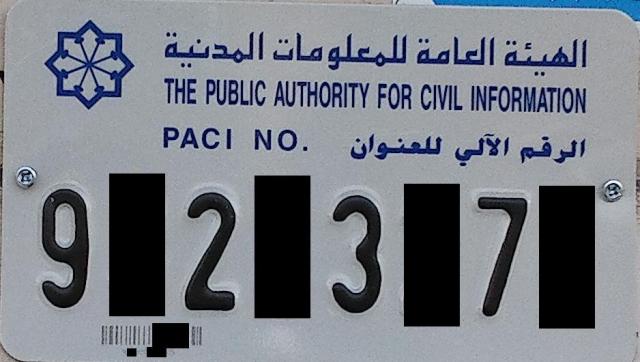 الهيئة العامة للمعلومات المدنية
THE PUBLIC AUTHORITY FOR CIVIL INFORMATION
PACI NO. الرقم الآلي للعنوان
9 2 3 7